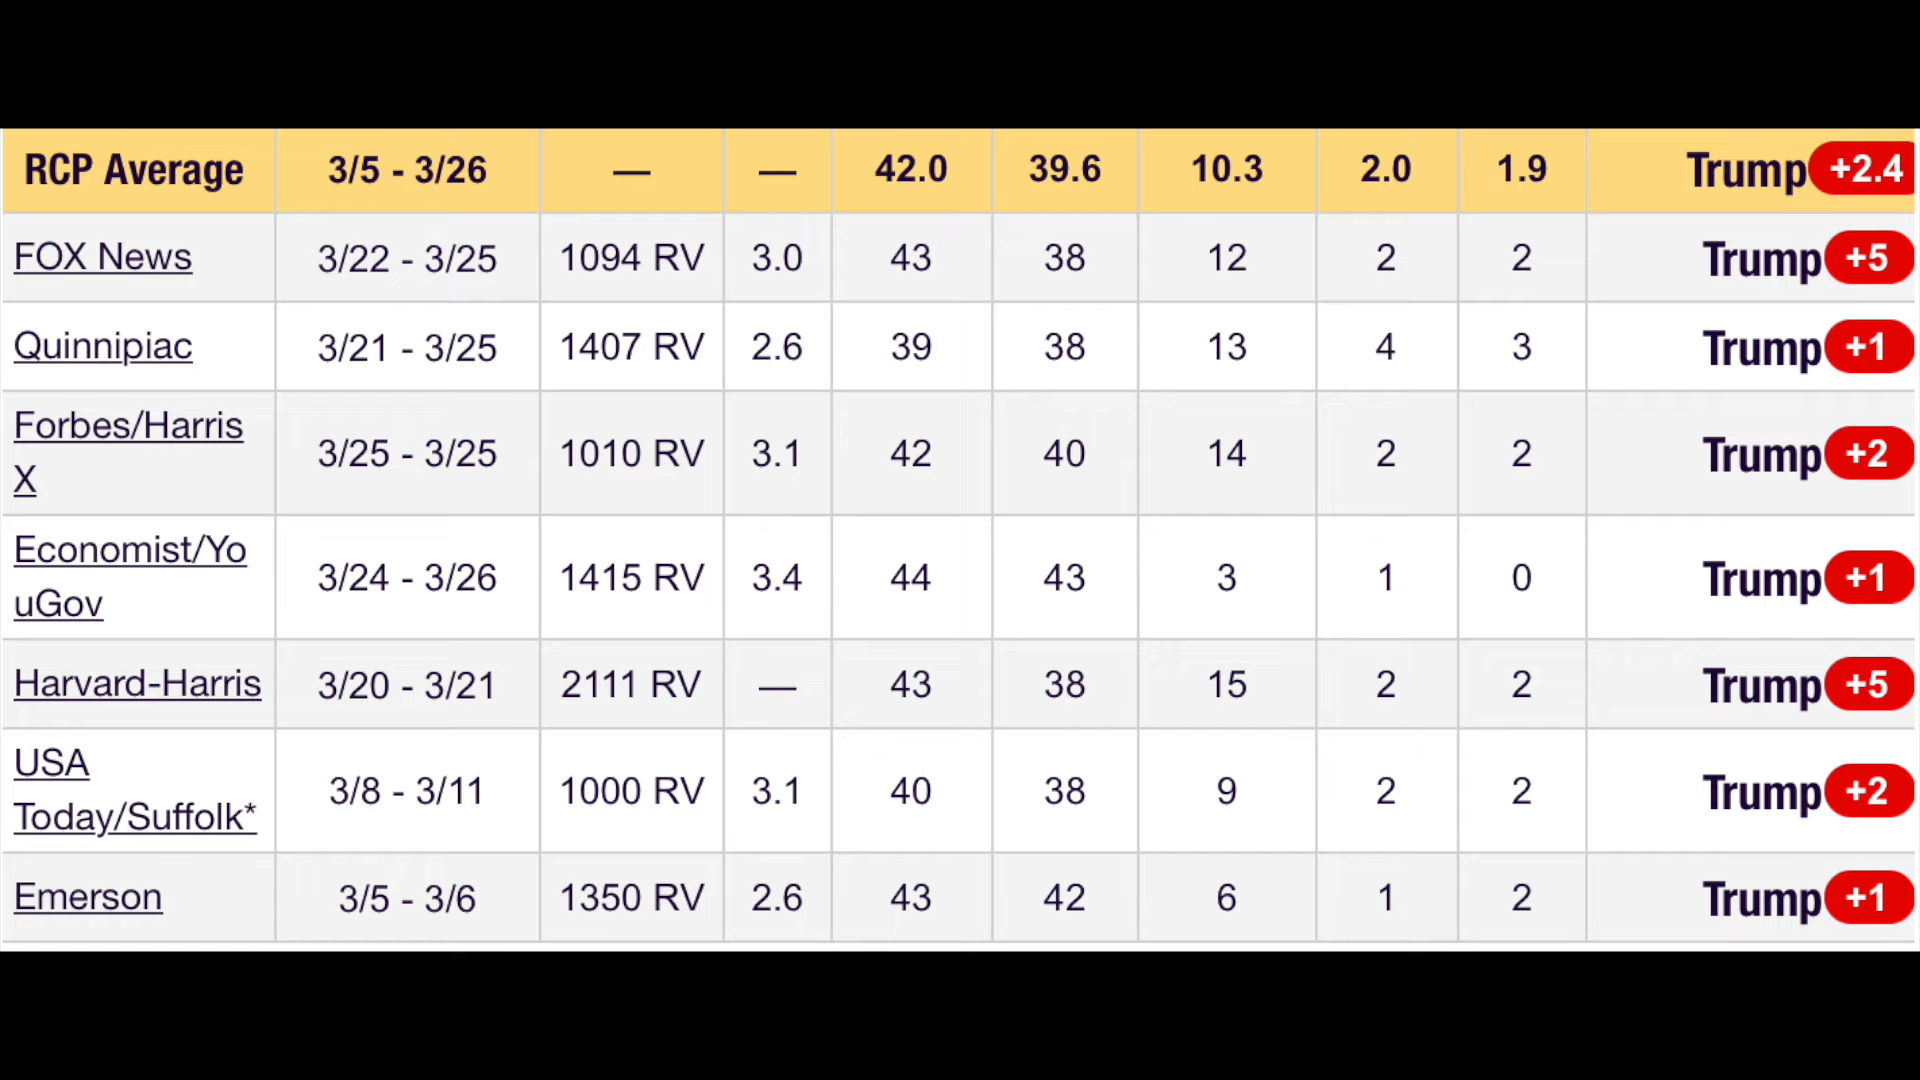 RCP Average 3/5 - 3/26 — — 42.0 39.6 10.3 2.0 1.9 Trump +2.4
FOX News 3/22 - 3/25 1094 RV 3.0 43 38 12 2 2 Trump +5
Quinnipiac 3/21 - 3/25 1407 RV 2.6 39 38 13 4 3 Trump +1
Forbes/Harris
X 3/25 - 3/25 1010 RV 3.1 42 40 14 2 2 Trump +2
Economist/Yo
uGov 3/24 - 3/26 1415 RV 3.4 44 43 3 1 0 Trump +1
Harvard-Harris 3/20 - 3/21 2111 RV — 43 38 15 2 2 Trump +5
USA
Today/Suffolk* 3/8 - 3/11 1000 RV 3.1 40 38 9 2 2 Trump +2
Emerson 3/5 - 3/6 1350 RV 2.6 43 42 6 1 2 Trump +1